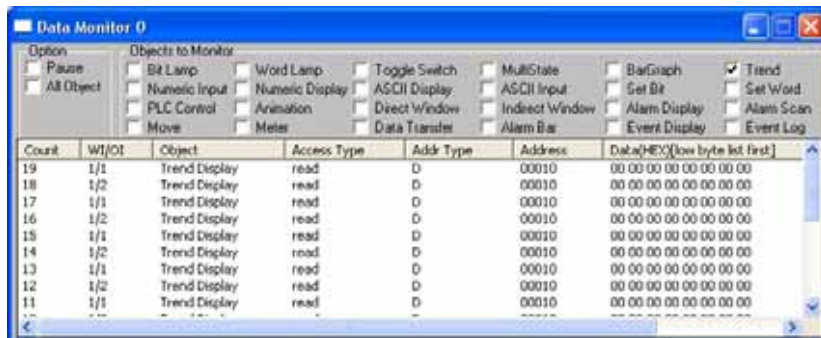 Data Monitor 0
Option Objects to Monitor
Pause Bit Lamp Word Lamp Toggle Switch MultiState BarGraph Trend
All Object Numeric Input Numeric Display ASCII Display ASCII Input Set Bit Set Word
PLC Control Animation Direct Window Indirect Window Alarm Display Alarm Scan
Move Meter Data Transfer Alarm Bar Event Display Event Log
Count WI/OI Object Access Type Addr Type Address Data(HEX)[low byte list first]
19 1/1 Trend Display read D 00010 00 00 00 00 00 00 00 00
18 1/2 Trend Display read D 00010 00 00 00 00 00 00 00 00
17 1/1 Trend Display read D 00010 00 00 00 00 00 00 00 00
16 1/2 Trend Display read D 00010 00 00 00 00 00 00 00 00
15 1/1 Trend Display read D 00010 00 00 00 00 00 00 00 00
14 1/2 Trend Display read D 00010 00 00 00 00 00 00 00 00
13 1/1 Trend Display read D 00010 00 00 00 00 00 00 00 00
12 1/2 Trend Display read D 00010 00 00 00 00 00 00 00 00
11 1/1 Trend Display read D 00010 00 00 00 00 00 00 00 00